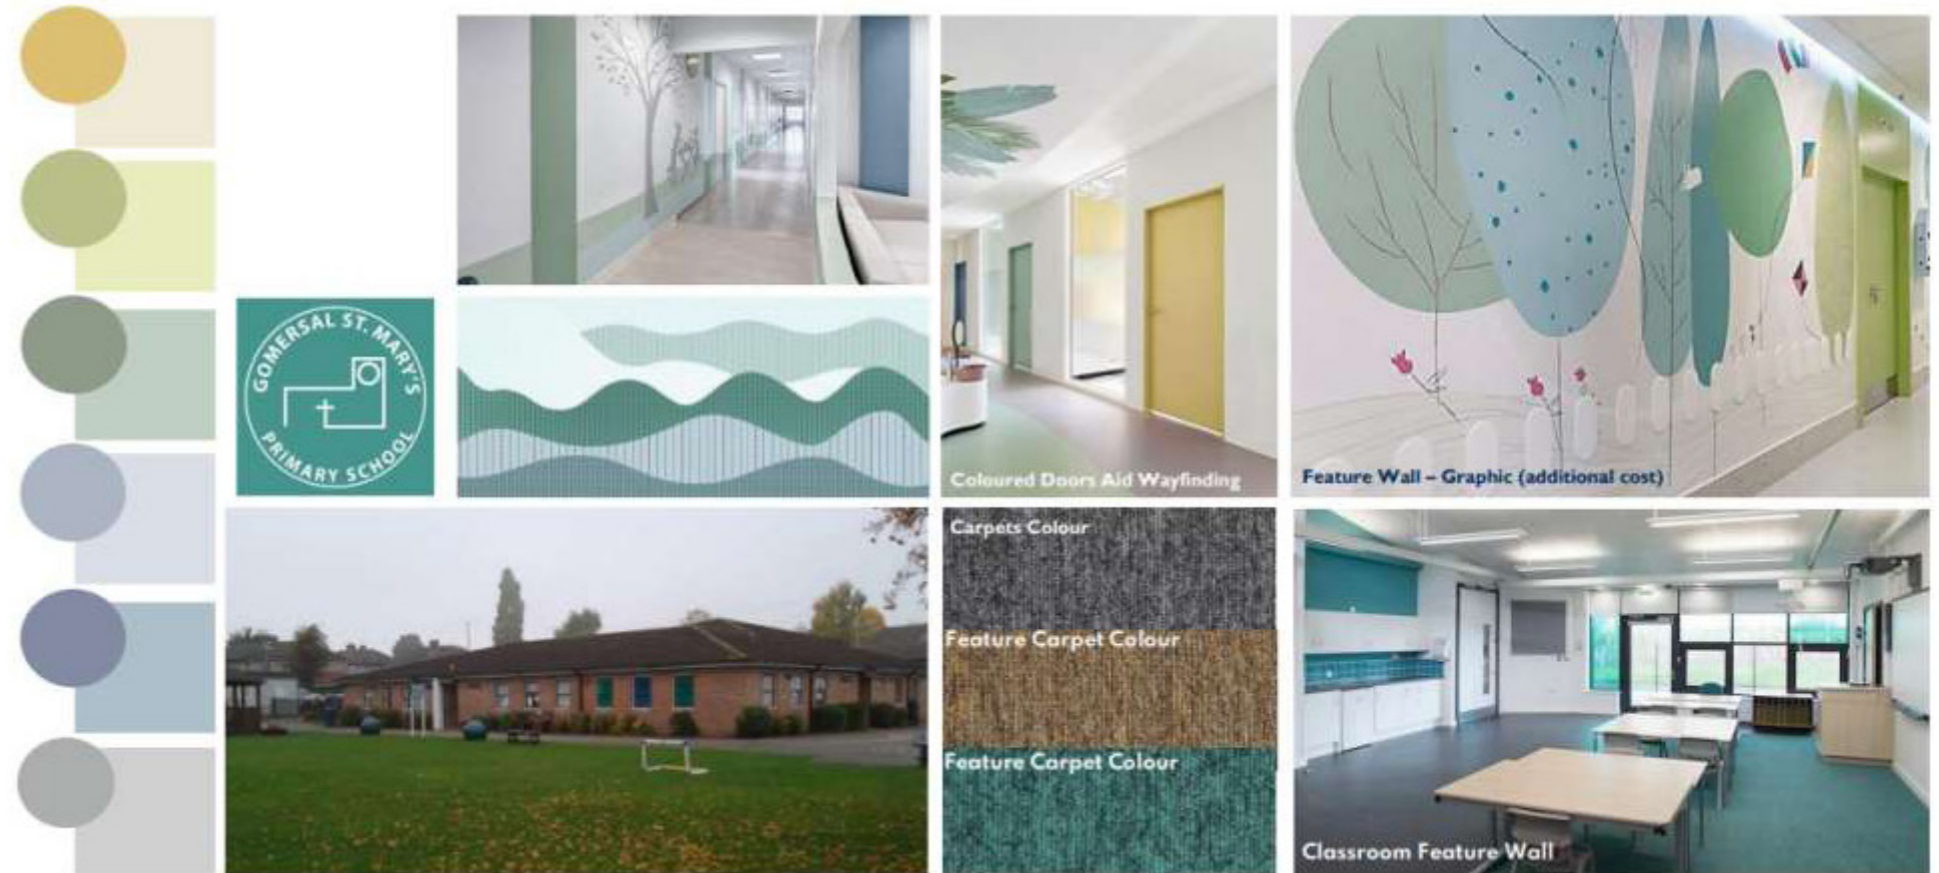 GOMERSAL ST. MARY'S
PRIMARY SCHOOL
Coloured Doors Aid Wayfinding
Feature Wall – Graphic (additional cost)
Carpets Colour
Feature Carpet Colour
Feature Carpet Colour
Classroom Feature Wall